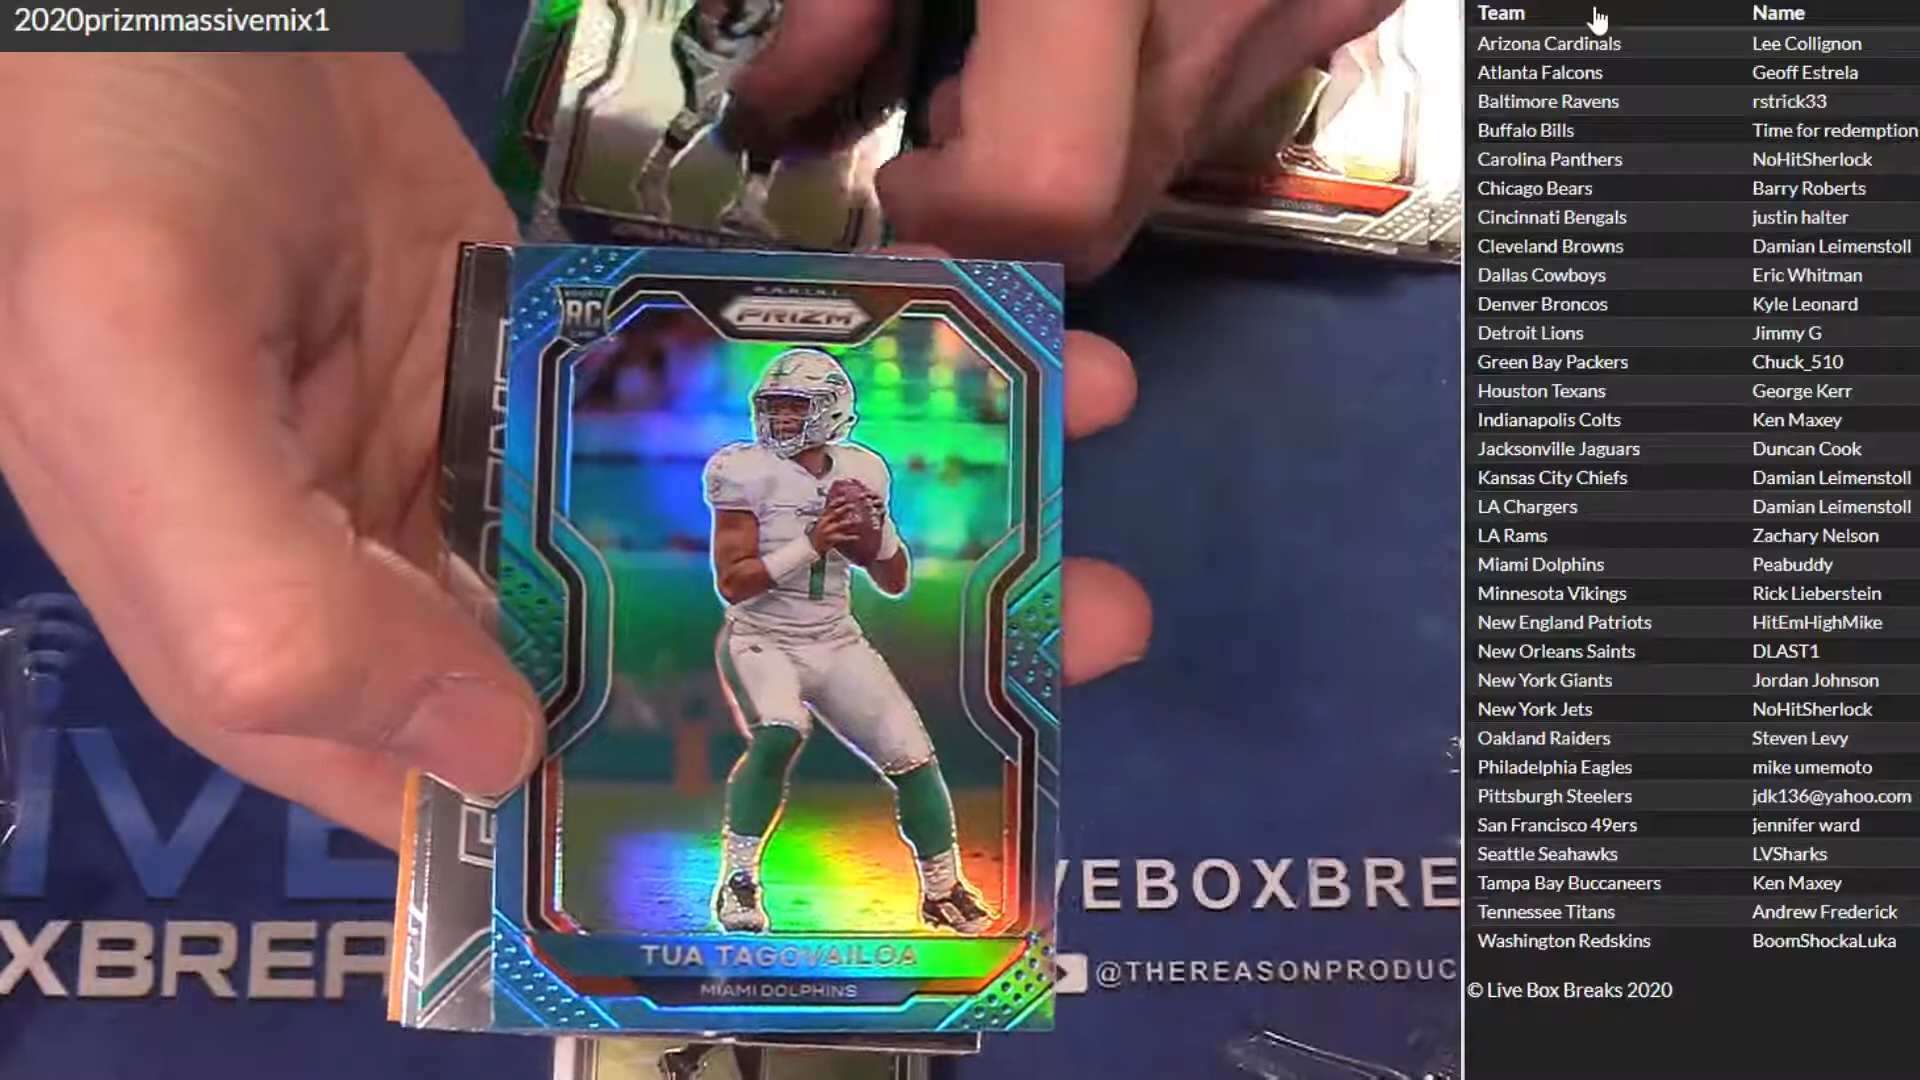 2020prizmmassivemix1
Team Name
Arizona Cardinals Lee Collignon
Atlanta Falcons Geoff Estrela
Baltimore Ravens rstrick33
Buffalo Bills Time for redemption
Carolina Panthers NoHitSherlock
Chicago Bears Barry Roberts
Cincinnati Bengals justin halter
Cleveland Browns Damian Leimenstoll
Dallas Cowboys Eric Whitman
Denver Broncos Kyle Leonard
Detroit Lions Jimmy G
Green Bay Packers Chuck_510
Houston Texans George Kerr
Indianapolis Colts Ken Maxey
Jacksonville Jaguars Duncan Cook
Kansas City Chiefs Damian Leimenstoll
LA Chargers Damian Leimenstoll
LA Rams Zachary Nelson
Miami Dolphins Peabuddy
Minnesota Vikings Rick Lieberstein
New England Patriots HitEmHighMike
New Orleans Saints DLAST1
New York Giants Jordan Johnson
New York Jets NoHitSherlock
Oakland Raiders Steven Levy
Philadelphia Eagles mike umemoto
Pittsburgh Steelers jdk136@yahoo.com
San Francisco 49ers jennifer ward
Seattle Seahawks LVSharks
Tampa Bay Buccaneers Ken Maxey
Tennessee Titans Andrew Frederick
Washington Redskins BoomShockaLuka
© Live Box Breaks 2020
PANINI
PRIZM
ROOKIE
RC
CARD
TUA TAGOVAILOA
MIAMI DOLPHINS
IVE
XBREA
VEBOXBRE
@THEREASONPRODUC